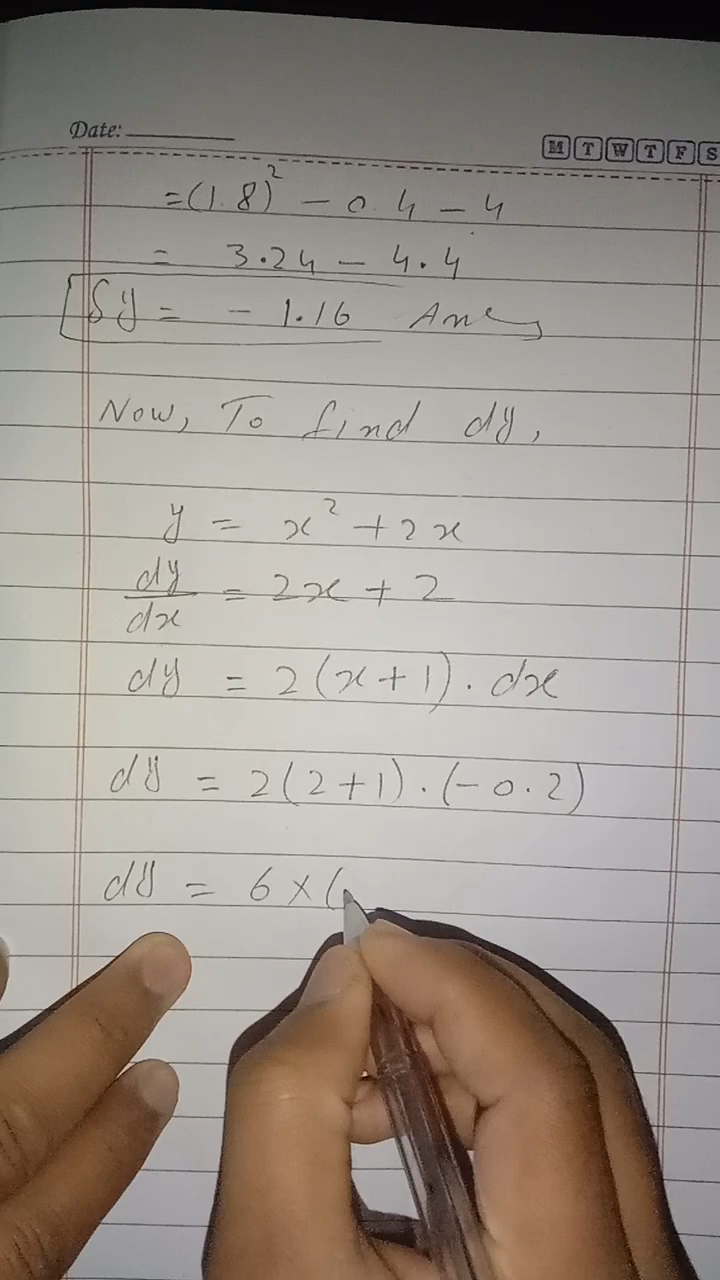 Date:
M T W T F S
=(1.8)² - 0.4 - 4
= 3.24 - 4.4
δy = - 1.16 Ans
Now, To find dy,
y = x² + 2x
dy/dx = 2x + 2
dy = 2(x+1). dx
dy = 2(2+1).(-0.2)
dy = 6×(